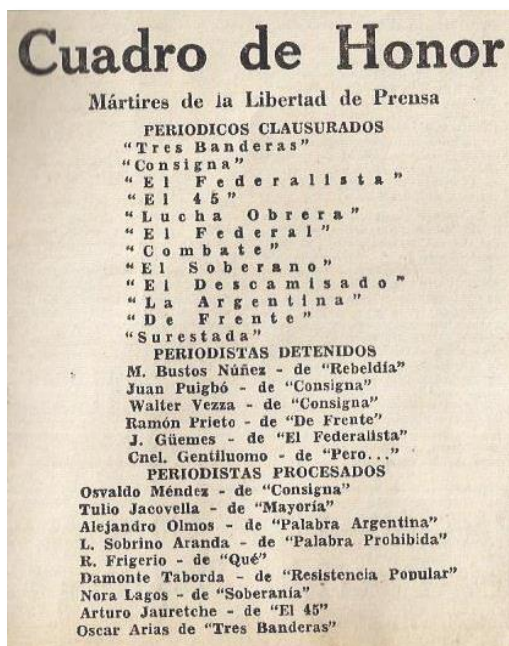 Cuadro de Honor
Mártires de la Libertad de Prensa
PERIODICOS CLAUSURADOS
"Tres Banderas"
"Consigna"
"El Federalista"
"El 45"
"Lucha Obrera"
"El Federal"
"Combate"
"El Soberano"
"El Descamisado"
"La Argentina"
"De Frente"
"Surestada"
PERIODISTAS DETENIDOS
M. Bustos Núñez - de "Rebeldía"
Juan Puigbó - de "Consigna"
Walter Vezza - de "Consigna"
Ramón Prieto - de "De Frente"
J. Güemes - de "El Federalista"
Cnel. Gentiluomo - de "Pero..."
PERIODISTAS PROCESADOS
Osvaldo Méndez - de "Consigna"
Tulio Jacovella - de "Mayoría"
Alejandro Olmos - de "Palabra Argentina"
L. Sobrino Aranda - de "Palabra Prohibida"
R. Frigerio - de "Qué"
Damonte Taborda - de "Resistencia Popular"
Nora Lagos - de "Soberanía"
Arturo Jauretche - de "El 45"
Oscar Arias de "Tres Banderas"